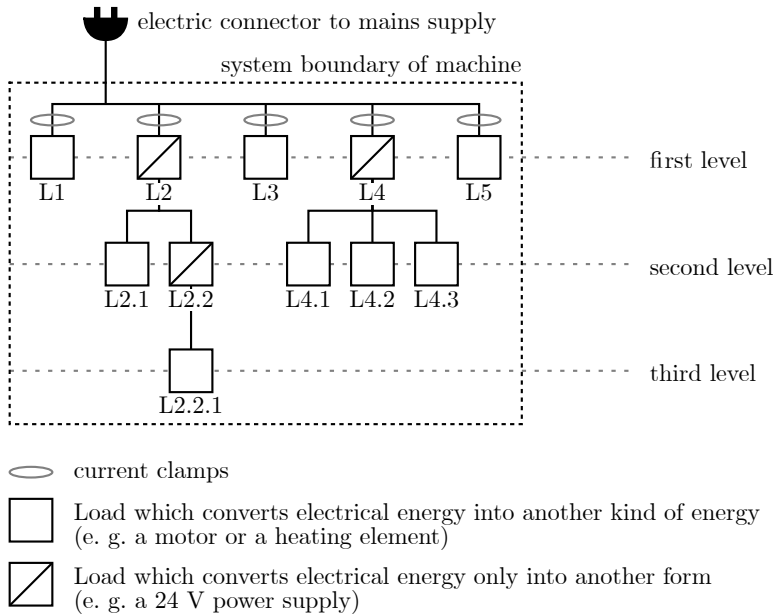 electric connector to mains supply
system boundary of machine
L1 L2 L3 L4 L5 first level
L2.1 L2.2 L4.1 L4.2 L4.3 second level
L2.2.1 third level
current clamps
Load which converts electrical energy into another kind of energy
(e. g. a motor or a heating element)
Load which converts electrical energy only into another form
(e. g. a 24 V power supply)